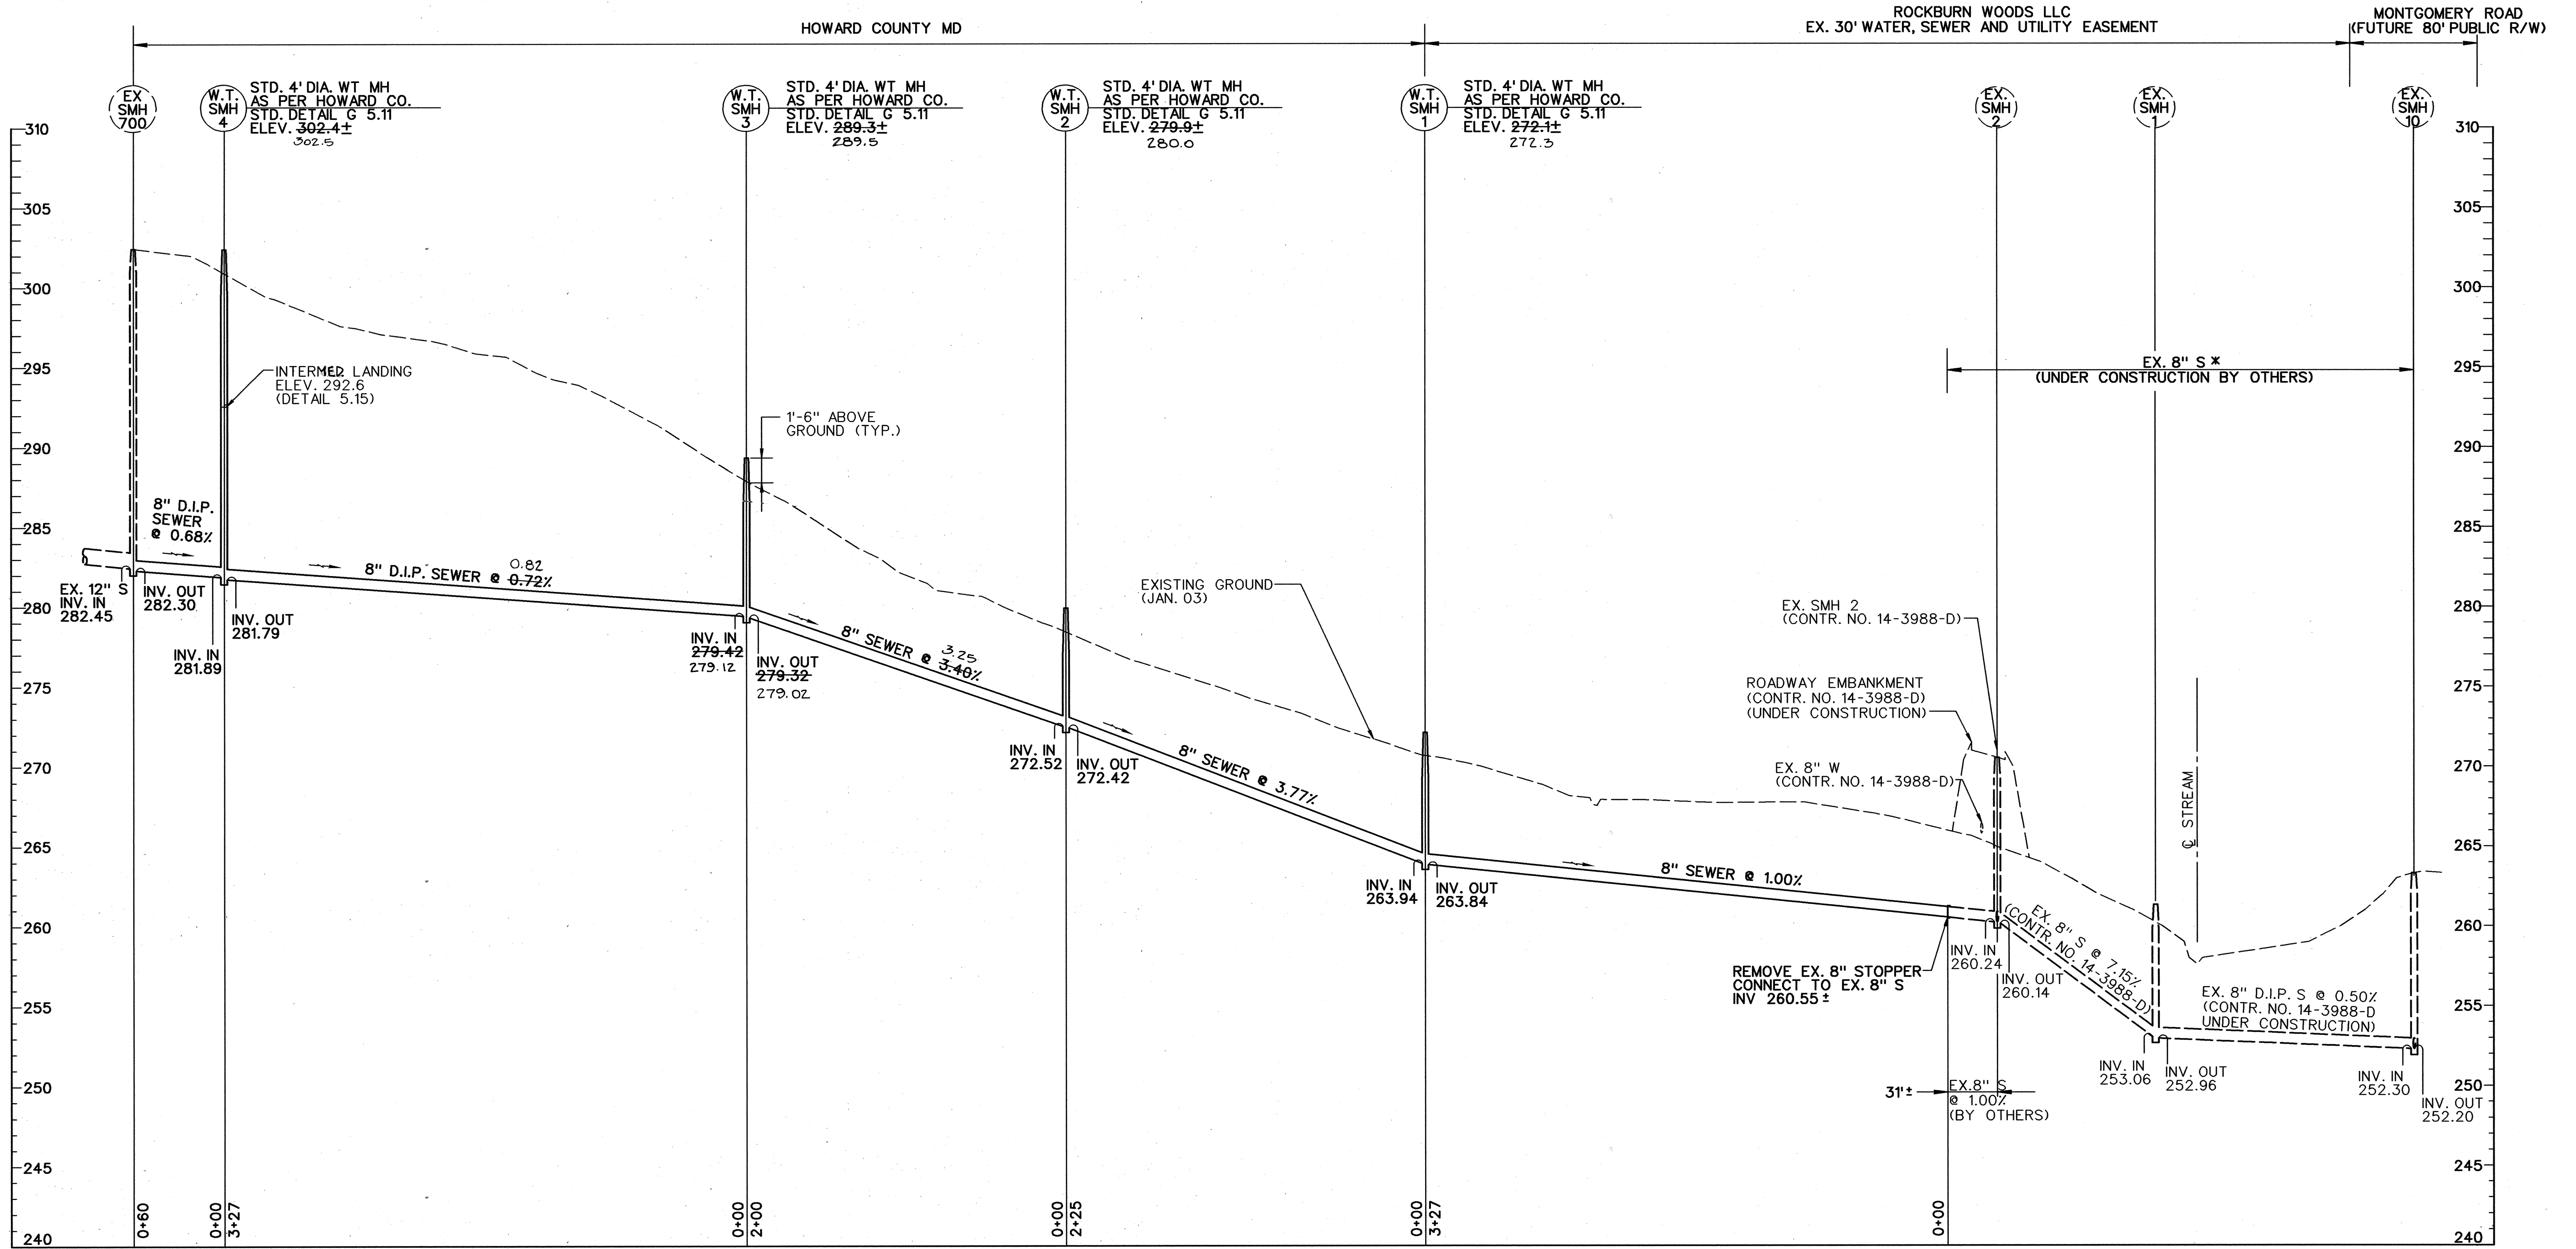 HOWARD COUNTY MD
ROCKBURN WOODS LLC
EX. 30' WATER, SEWER AND UTILITY EASEMENT
MONTGOMERY ROAD
(FUTURE 80' PUBLIC R/W)
EX
SMH
700
W.T.
SMH
4
STD. 4' DIA. WT MH
AS PER HOWARD CO.
STD. DETAIL G 5.11
ELEV. 302.4±
302.5
W.T.
SMH
3
STD. 4' DIA. WT MH
AS PER HOWARD CO.
STD. DETAIL G 5.11
ELEV. 289.3±
289.5
W.T.
SMH
2
STD. 4' DIA. WT MH
AS PER HOWARD CO.
STD. DETAIL G 5.11
ELEV. 279.9±
280.0
W.T.
SMH
1
STD. 4' DIA. WT MH
AS PER HOWARD CO.
STD. DETAIL G 5.11
ELEV. 272.1±
272.3
EX.
SMH
2
EX.
SMH
1
EX.
SMH
10
310
305
300
295
290
285
280
275
270
265
260
255
250
245
240
INTERMED. LANDING
ELEV. 292.6
(DETAIL 5.15)
1'-6" ABOVE
GROUND (TYP.)
8" D.I.P.
SEWER
@ 0.68%
8" D.I.P. SEWER @ 0.72%
0.82
EX. 12" S
INV. IN
282.45
INV. OUT
282.30
INV. IN
281.89
INV. OUT
281.79
INV. IN
279.42
279.12
INV. OUT
279.32
279.02
8" SEWER @ 3.40%
3.25
INV. IN
272.52
INV. OUT
272.42
EXISTING GROUND
(JAN. 03)
8" SEWER @ 3.77%
INV. IN
263.94
INV. OUT
263.84
8" SEWER @ 1.00%
EX. 8" S *
(UNDER CONSTRUCTION BY OTHERS)
EX. SMH 2
(CONTR. NO. 14-3988-D)
ROADWAY EMBANKMENT
(CONTR. NO. 14-3988-D)
(UNDER CONSTRUCTION)
EX. 8" W
(CONTR. NO. 14-3988-D)
REMOVE EX. 8" STOPPER
CONNECT TO EX. 8" S
INV 260.55±
INV. IN
260.24
INV. OUT
260.14
EX. 8" S @ 7.15%
(CONTR. NO. 14-3988-D)
℄ STREAM
EX. 8" D.I.P. S @ 0.50%
(CONTR. NO. 14-3988-D
UNDER CONSTRUCTION)
INV. IN
253.06
INV. OUT
252.96
INV. IN
252.30
INV. OUT
252.20
31'±
EX.8" S
@ 1.00%
(BY OTHERS)
310
305
300
295
290
285
280
275
270
265
260
255
250
245
240
0+60
0+00
3+27
0+00
2+00
0+00
2+25
0+00
3+27
0+00